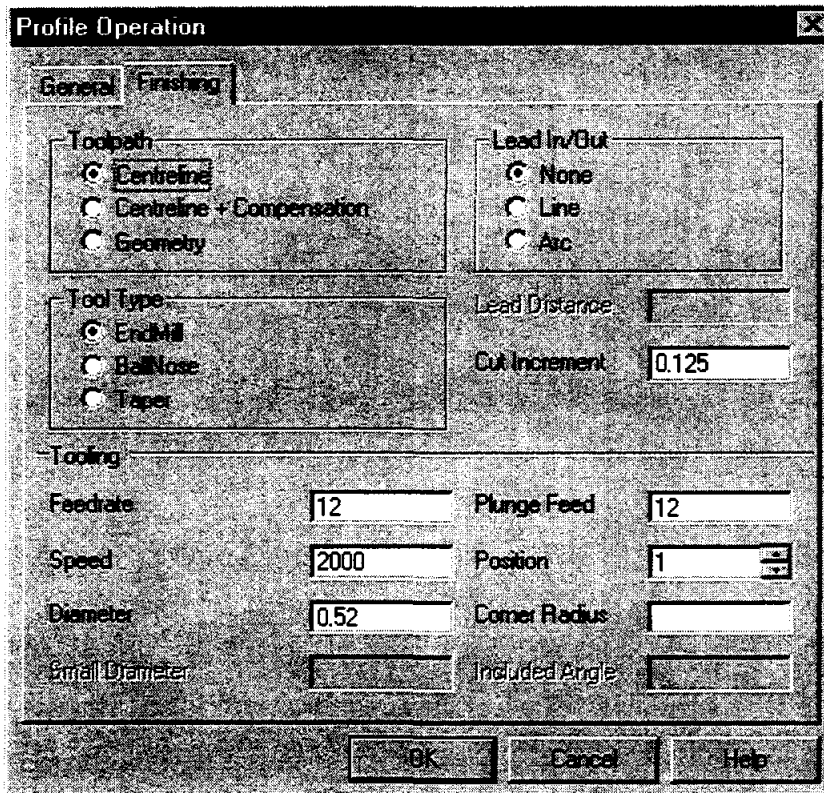 Profile Operation
General
Finishing
Toolpath
Centreline
Centreline + Compensation
Geometry
Lead In/Out
None
Line
Arc
Tool Type
EndMill
BallNose
Taper
Lead Distance
Cut Increment 0.125
Tooling
Feedrate 12 Plunge Feed 12
Speed 2000 Position 1
Diameter 0.52 Corner Radius
Small Diameter Included Angle
OK Cancel Help